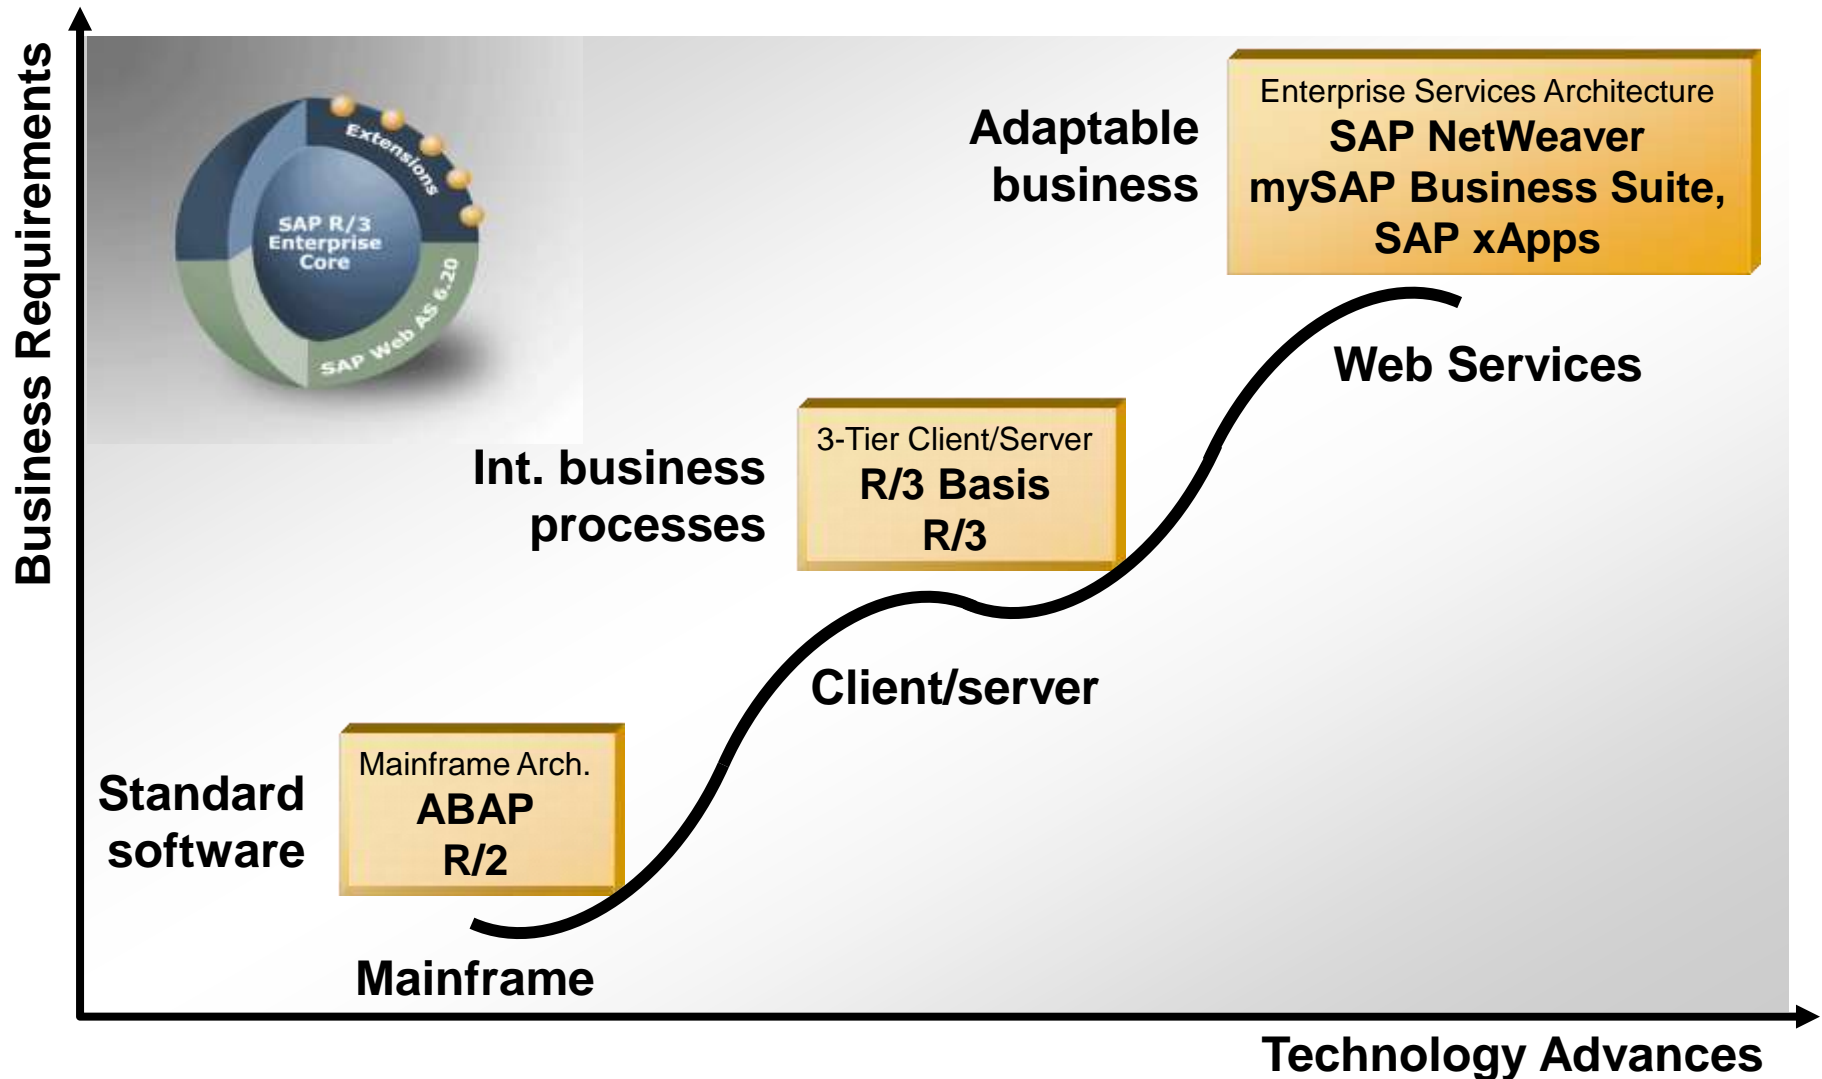 Business Requirements
Extensions
SAP R/3
Enterprise
Core
SAP Web AS 6.20
Adaptable
business
Enterprise Services Architecture
SAP NetWeaver
mySAP Business Suite,
SAP xApps
Web Services
Int. business
processes
3-Tier Client/Server
R/3 Basis
R/3
Client/server
Standard
software
Mainframe Arch.
ABAP
R/2
Mainframe
Technology Advances